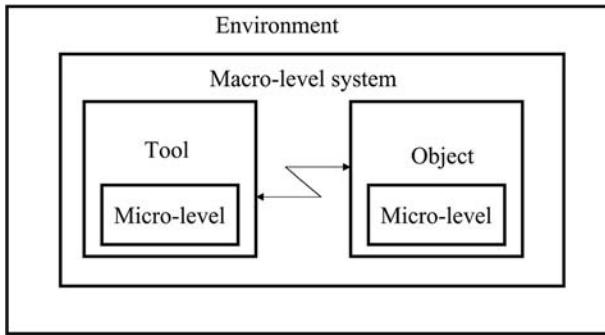 Environment
Macro-level system
Tool
Object
Micro-level
Micro-level